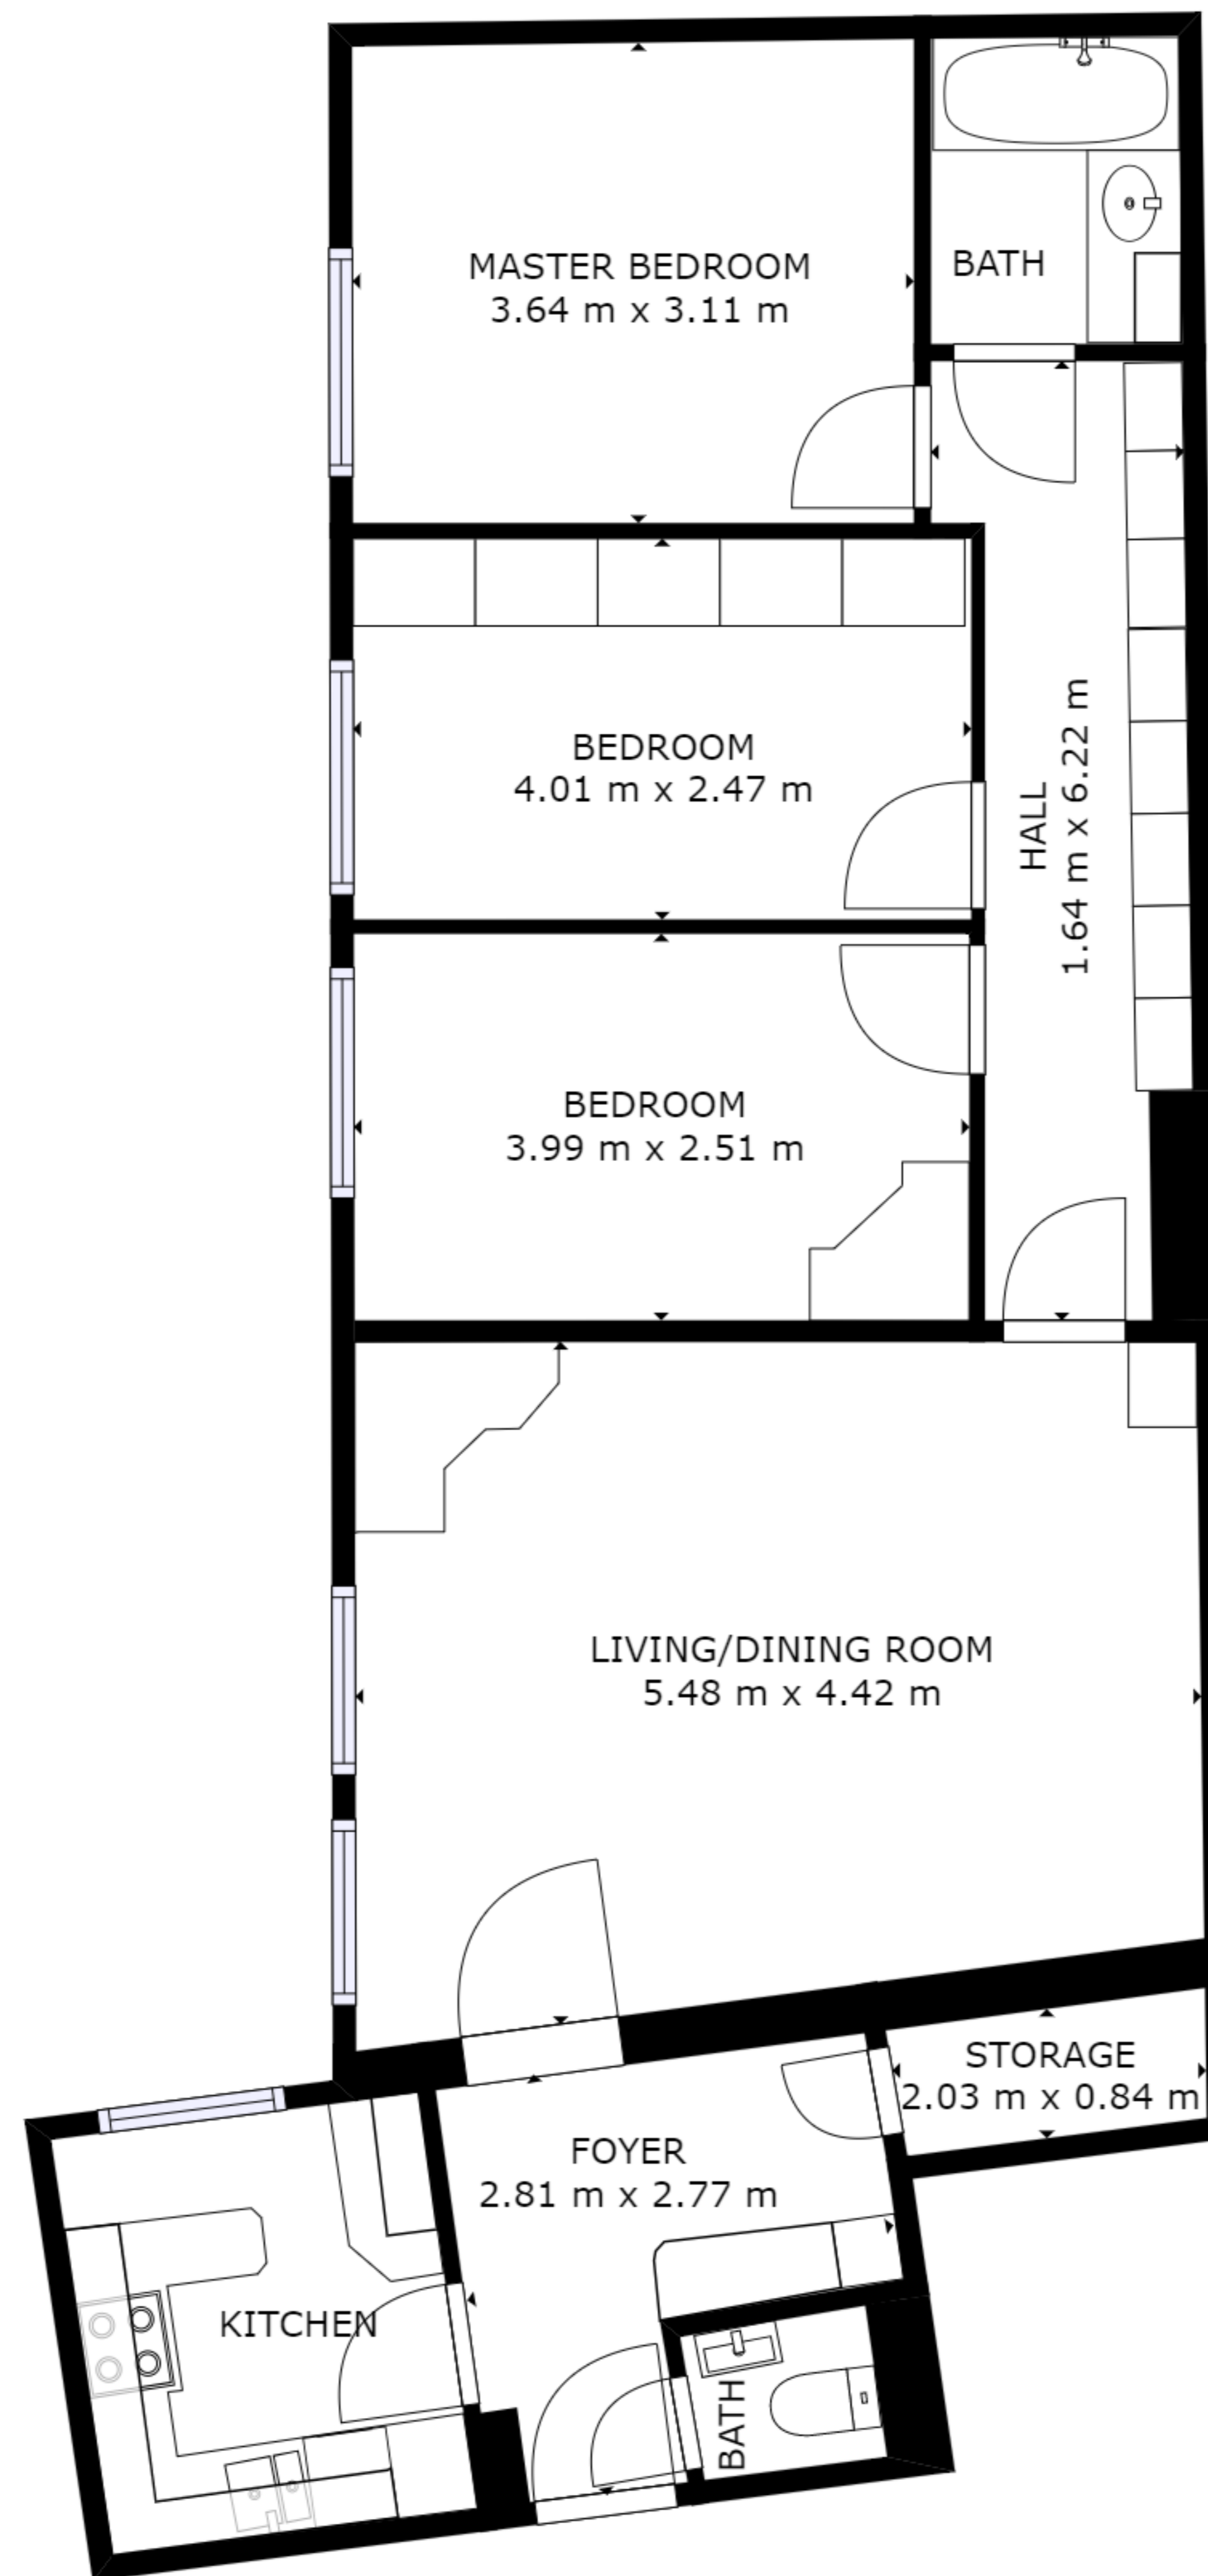 MASTER BEDROOM
3.64 m x 3.11 m
BATH
BEDROOM
4.01 m x 2.47 m
HALL
1.64 m x 6.22 m
BEDROOM
3.99 m x 2.51 m
LIVING/DINING ROOM
5.48 m x 4.42 m
STORAGE
2.03 m x 0.84 m
FOYER
2.81 m x 2.77 m
KITCHEN
BATH